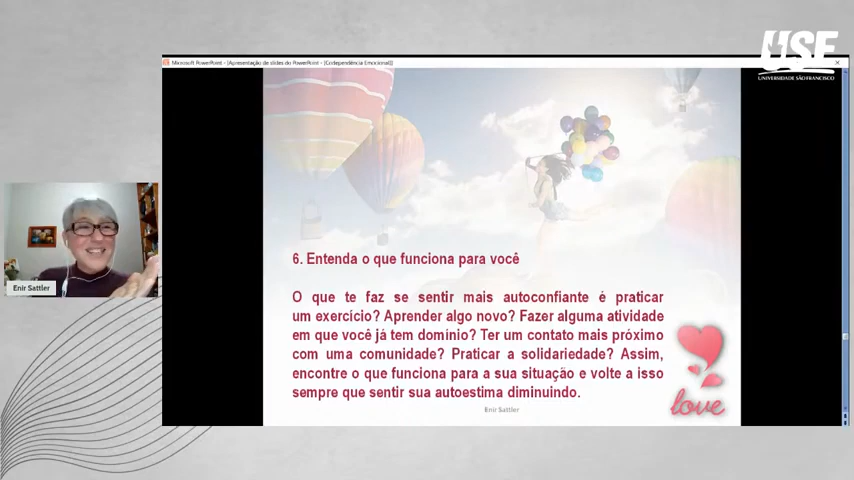 USF
UNIVERSIDADE SÃO FRANCISCO
Microsoft PowerPoint - [Apresentação de slides do PowerPoint - [Codependência Emocional]]
6. Entenda o que funciona para você
O que te faz se sentir mais autoconfiante é praticar
um exercício? Aprender algo novo? Fazer alguma atividade
em que você já tem domínio? Ter um contato mais próximo
com uma comunidade? Praticar a solidariedade? Assim,
encontre o que funciona para a sua situação e volte a isso
sempre que sentir sua autoestima diminuindo.
love
Enir Sattler
Enir Sattler